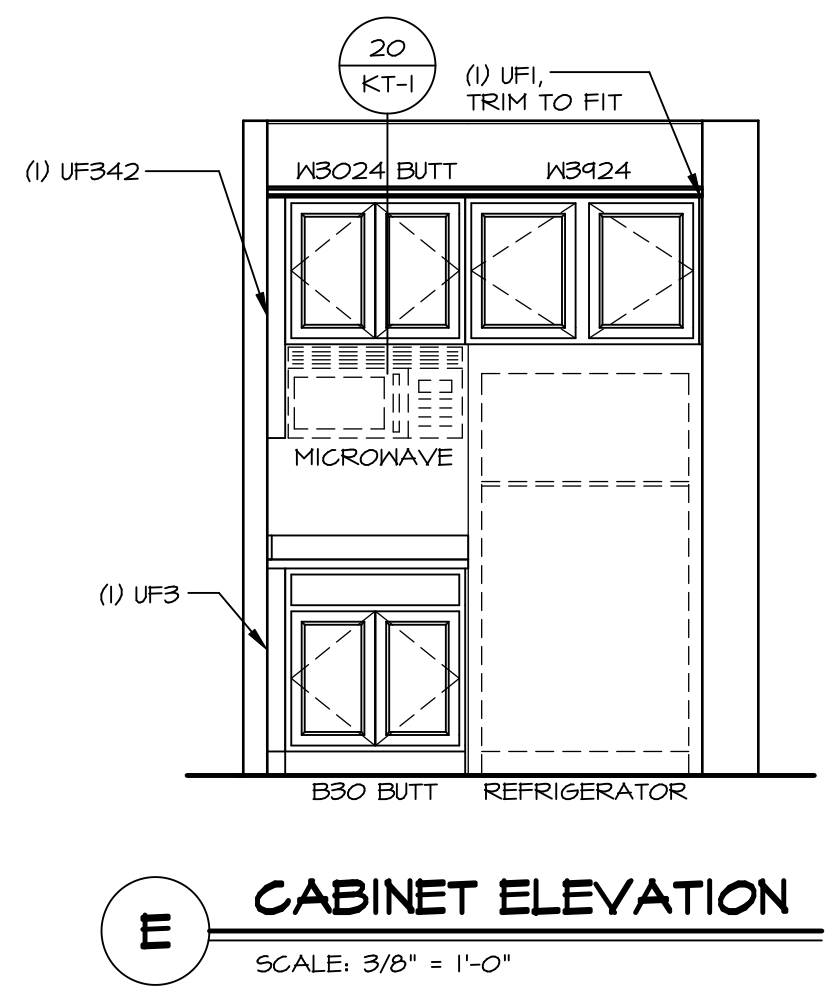 20
KT-1
(1) UF1,
TRIM TO FIT
(1) UF342
W3024 BUTT
W3924
MICROWAVE
(1) UF3
B30 BUTT
REFRIGERATOR
E
CABINET ELEVATION
SCALE: 3/8" = 1'-0"